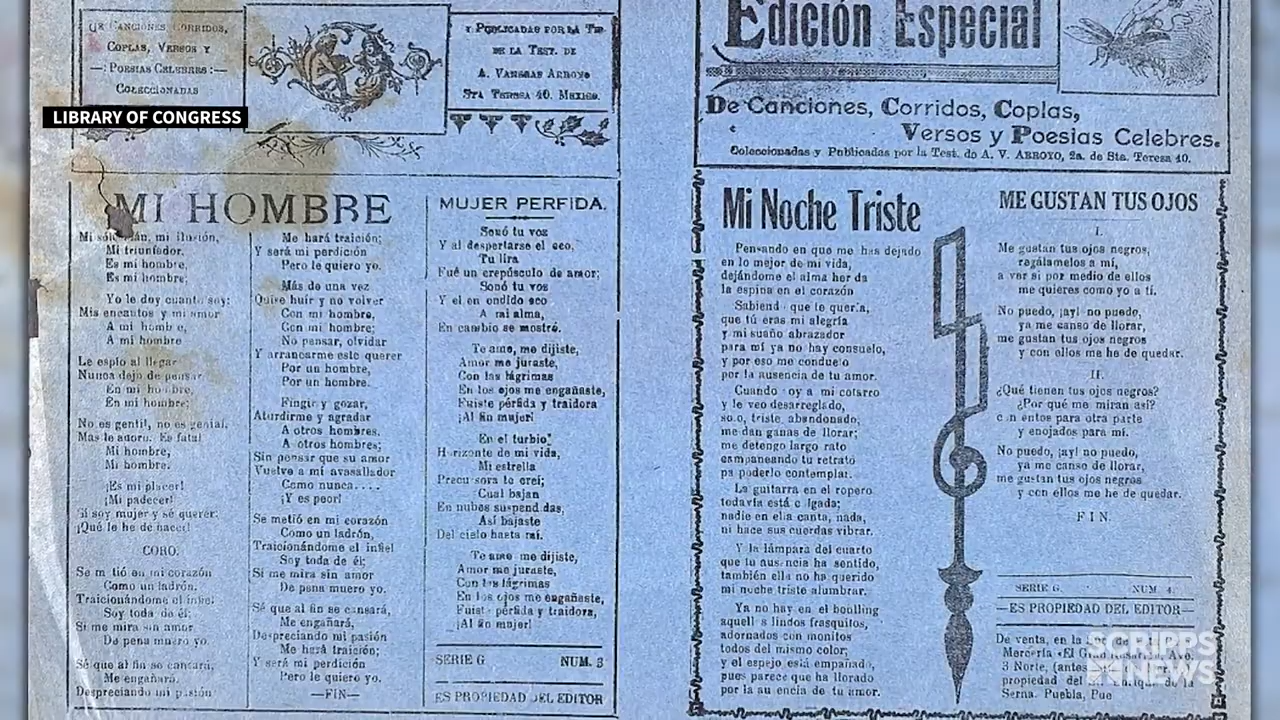 DE CANCIONES, CORRIDOS,
COPLAS, VERSOS Y
—:POESIAS CELEBRES:—
COLECCIONADAS
Y PUBLICADAS POR LA
DE LA TEST. DE
A. VANEGAS ARROYO
STA TERESA 40. MEXICO.
LIBRARY OF CONGRESS
MI HOMBRE
Mi ilusión,
Mi triunfador,
Es mi hombre,
Es mi hombre,
Yo le doy cuanto soy:
Mis encantos y mi amor
A mi
A mi hombre
Le espío al llegar
Nunca dejo de pensar
En mi
En mi hombre;
No es gentil, no es genial,
Mas le adoro. Es fatal
Mi hombre,
Mi hombre.
¡Es mi placer!
¡Mi padecer!
Si soy mujer y sé querer:
¡Qué le he de hacer!
CORO.
Se en mi corazón
Como un ladrón.
Traicionándome el infiel
Soy toda de él;
Si me mira sin amor
De pena muero yo.
Sé que al fin se cansará,
Me engañará.
Despreciando mi pasión
Me hará traición;
Y será mi perdición
Pero le quiero yo.
Más de una vez
Quise huír y no volver
Con mi hombre.
Con mi hombre;
No pensar, olvidar
Y arrancarme este querer
Por un hombre,
Por un hombre.
Fingir y gozar,
Aturdirme y agradar
A otros hombres.
A otros hombres;
Sin pensar que su amor
Vuelve a mi avasallador
Como nunca....
¡Y es peor!
Se metió en mi corazón
Como un ladrón,
Traicionándome el infiel
Soy toda de él;
Si me mira sin amor
De pena muero yo.
Sé que al fin se cansará,
Me engañará,
Despreciando mi pasión
Me hará traición;
Y será mi perdición
Pero le quiero yo.
—FIN—
MUJER PERFIDA.
Sonó tu voz
Y al despertarse el eco,
Tu lira
Fué un crepúsculo de amor;
Sonó tu voz
Y el en ondido eco
A mi alma,
En cambio se mostró.
Te amo, me dijiste,
Amor me juraste,
Con las lágrimas
En los ojos me engañaste,
Fuiste pérfida y traidora
¡Al fin mujer!
En el turbio
Horizonte de mi vida,
Mi estrella
Precu sora te crei;
Cual bajan
En nubes suspend das,
Así bajaste
Del cielo hasta mí.
Te amo me dijiste,
Amor me juraste,
Con las lágrimas
En los ojos me engañaste,
Fuist pérfida y traidora,
¡Al fin mujer!
SERIE G NUM. 3
ES PROPIEDAD DEL EDITOR
Edición Especial
De Canciones, Corridos, Coplas,
Versos y Poesias Celebres.
Coleccionadas y Publicadas por la Test. de A. V. ARROYO, 2a. de Sta. Teresa 40.
Mi Noche Triste
Pensando en que me has dejado
en lo mejor de mi vida,
dejándome el alma her da
la espina en el corazón
Sabiend que te quer.a,
que tú eras mi alegría
y mi sueño abrazador
para mí ya no hay consuelo,
y por eso me conduelo
por la ausencia de tu amor.
Cuando oy a mi cotarro
y le veo desarreglado,
so.o, triste, abandonado;
me dan ganas de llorar;
me detengo largo rato
campaneando tu retrato
pa poderlo contemplar.
La guitarra en el ropero
todavía está c lgada;
nadie en ella canta, nada,
ni hace sus cuerdas vibrar.
Y la lámpara del cuarto
que tu aus.ncia ha sentido,
también ella no ha querido
mi noche triste alumbrar.
Ya no hay en el boulling
aquell s lindos frasquitos,
adornados con monitos
todos del mismo color;
y el espejo está empañado,
pues parece que ha llorado
por la au encia de tu amor.
ME GUSTAN TUS OJOS
I.
Me gustan tus ojos negros,
regálamelos a mí,
a ver si por medio de ellos
me quieres como yo a ti.
No puedo, ¡ay! no puedo,
ya me canso de llorar,
me gustan tus ojos negros
y con ellos me he de quedar.
II.
¿Qué tienen tus ojos negros?
¿Por qué me miran así?
c n entos para otra parte
y enojados para mí.
No puedo, ¡ay! no puedo,
ya me canso de llorar,
me gustan tus ojos negros
y con ellos me he de quedar.
FIN.
SERIE G. NUM. 4.
—ES PROPIEDAD DEL EDITOR—
De venta, en la
Mercería «El Gran Ave.
3 Norte, (antes
propiedad del de la
Serna. Puebla, Pue
SCRIPPS
NEWS